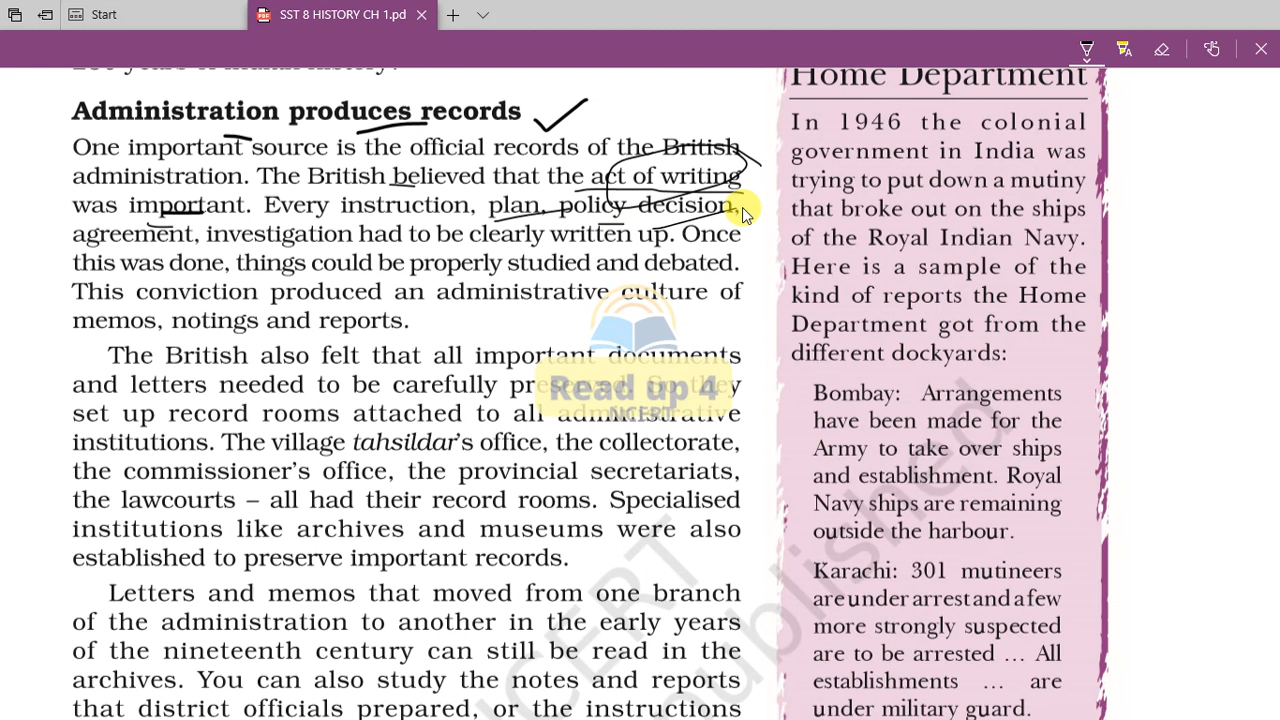 Start
SST 8 HISTORY CH 1.pd
Home Department
Administration produces records
One important source is the official records of the British
administration. The British believed that the act of writing
was important. Every instruction, plan, policy decision,
agreement, investigation had to be clearly written up. Once
this was done, things could be properly studied and debated.
This conviction produced an administrative culture of
memos, notings and reports.
The British also felt that all important documents
and letters needed to be carefully preserved. So they
set up record rooms attached to all administrative
institutions. The village tahsildar's office, the collectorate,
the commissioner's office, the provincial secretariats,
the lawcourts – all had their record rooms. Specialised
institutions like archives and museums were also
established to preserve important records.
Letters and memos that moved from one branch
of the administration to another in the early years
of the nineteenth century can still be read in the
archives. You can also study the notes and reports
that district officials prepared, or the instructions
In 1946 the colonial
government in India was
trying to put down a mutiny
that broke out on the ships
of the Royal Indian Navy.
Here is a sample of the
kind of reports the Home
Department got from the
different dockyards:
Bombay: Arrangements
have been made for the
Army to take over ships
and establishment. Royal
Navy ships are remaining
outside the harbour.
Karachi: 301 mutineers
are under arrest and a few
more strongly suspected
are to be arrested … All
establishments … are
under military guard.
Read up 4
NCERT
NCERT